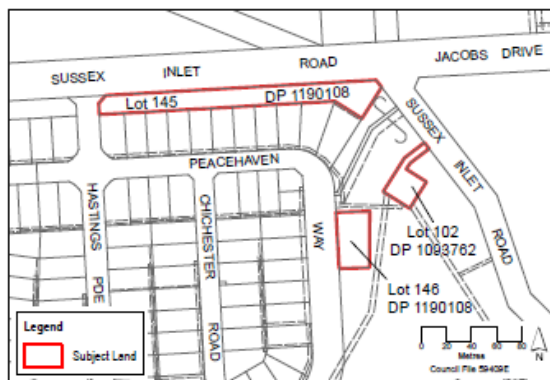 JACOBS DRIVE
SUSSEX INLET ROAD
Lot 145 DP 1190108
SUSSEX INLET ROAD
PEACEHAVEN
WAY
HASTINGS PDE
CHICHESTER ROAD
Lot 102
DP 1093762
Lot 146
DP 1190108
Legend
Subject Land
0 20 40 60 80
Metres
N
Council File 59409E